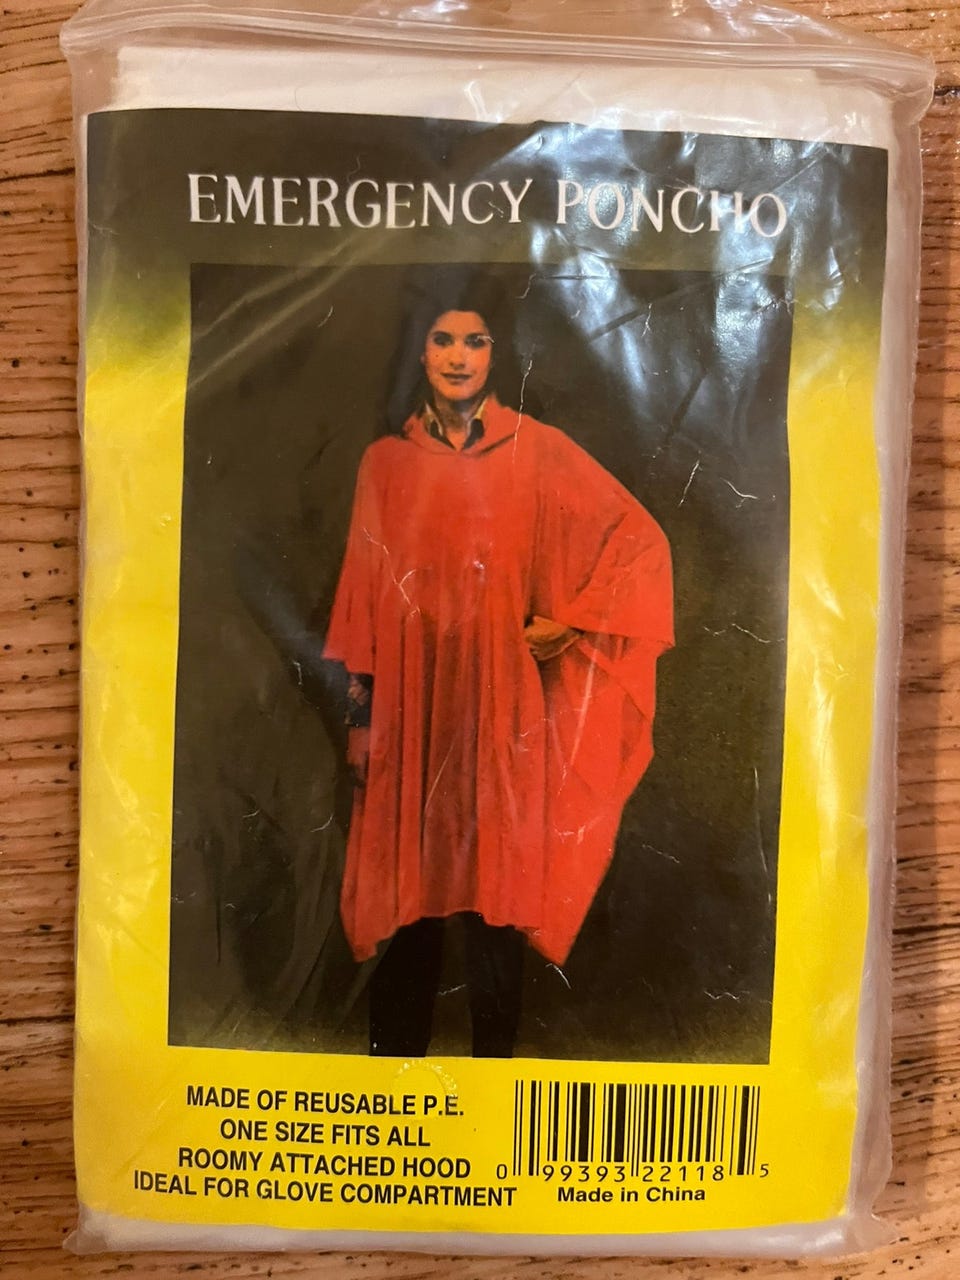 EMERGENCY PONCHO
MADE OF REUSABLE P.E.
ONE SIZE FITS ALL
ROOMY ATTACHED HOOD
IDEAL FOR GLOVE COMPARTMENT
0 99393 22118 5
Made in China